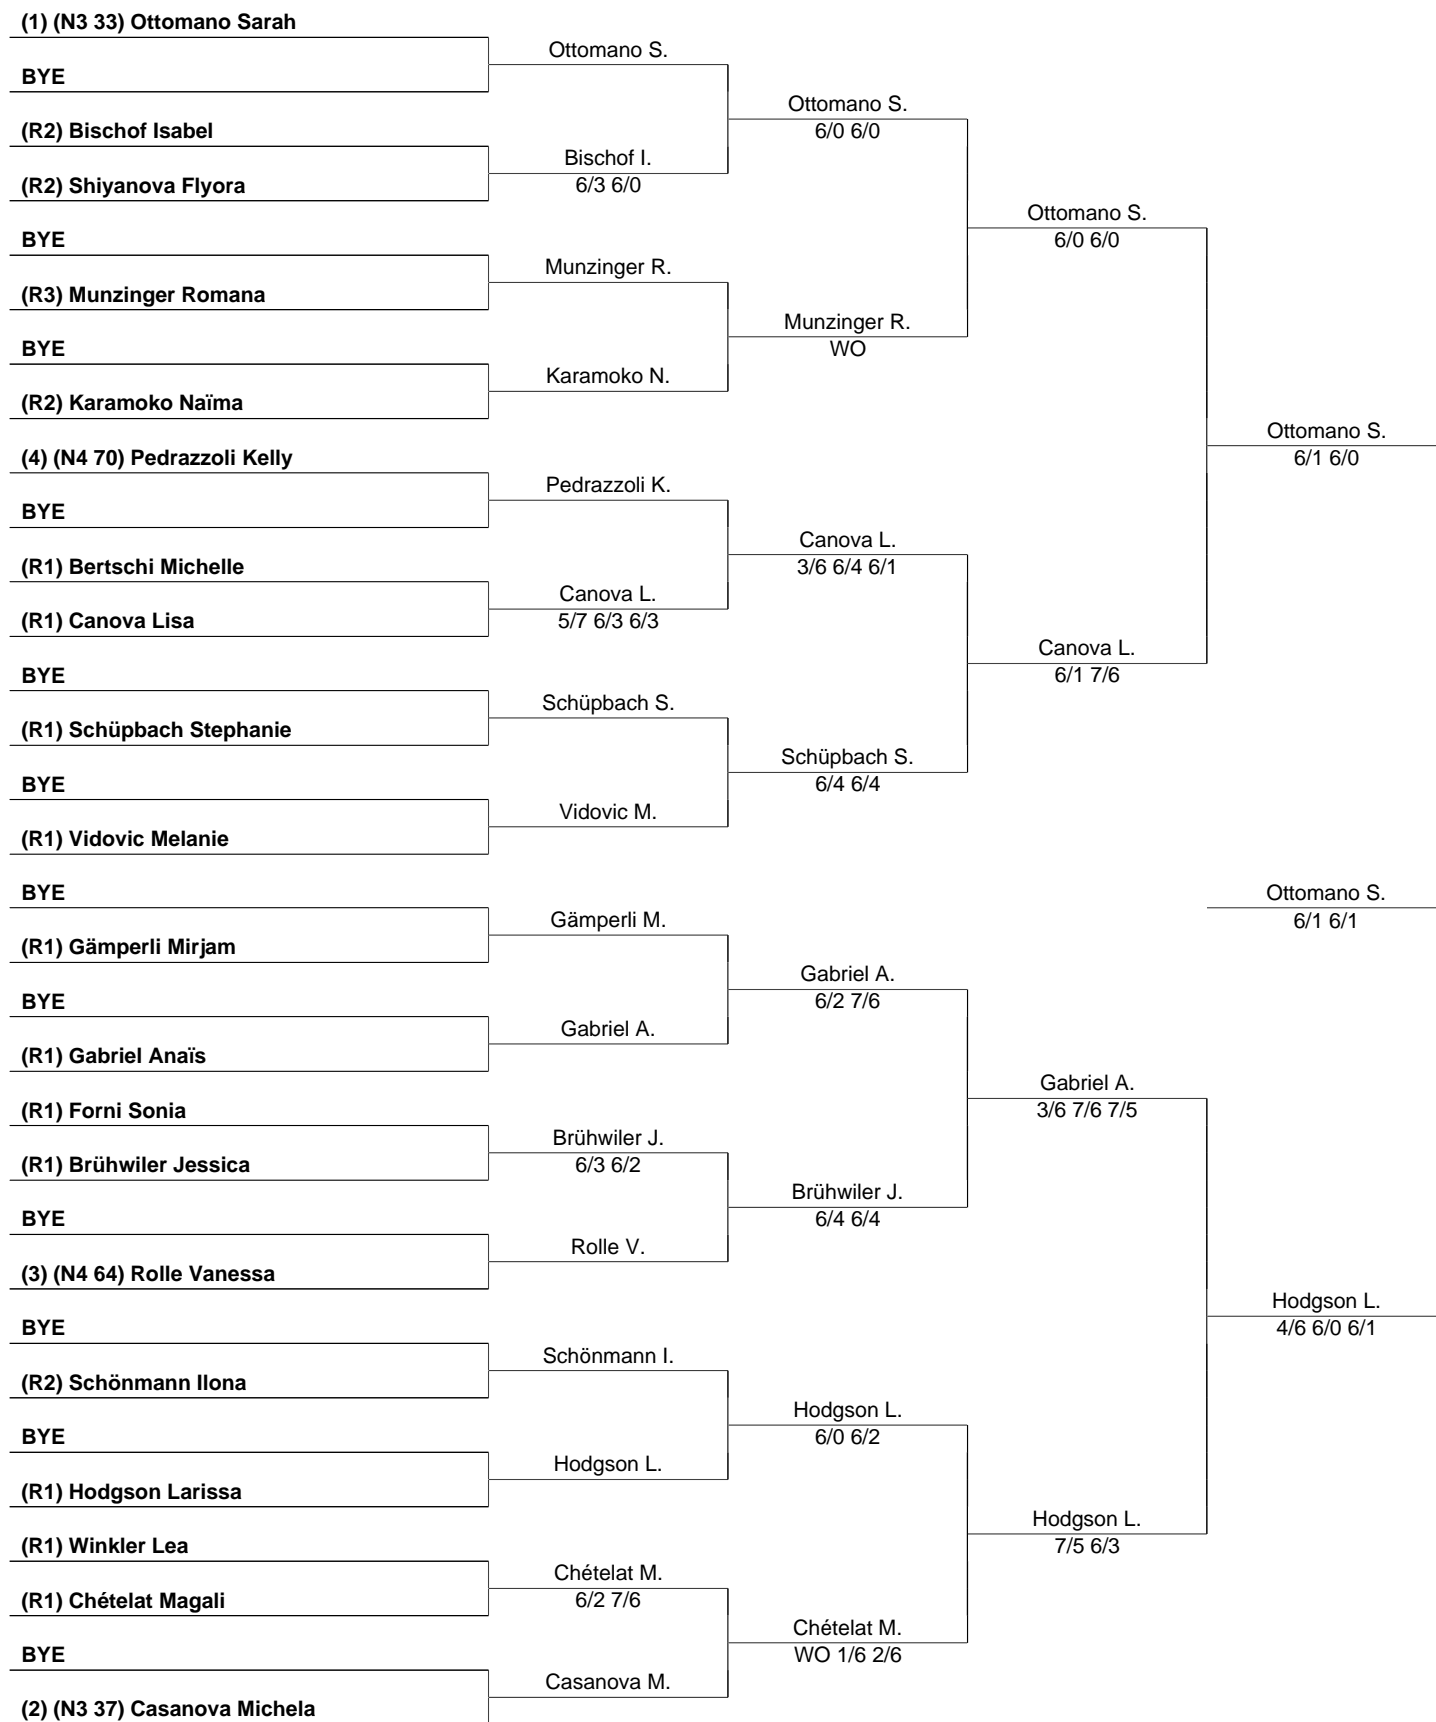 (1) (N3 33) Ottomano Sarah
Ottomano S.
BYE
Ottomano S.
6/0 6/0
(R2) Bischof Isabel
Bischof I.
6/3 6/0
(R2) Shiyanova Flyora
Ottomano S.
6/0 6/0
BYE
Munzinger R.
(R3) Munzinger Romana
Munzinger R.
WO
BYE
Karamoko N.
(R2) Karamoko Naïma
Ottomano S.
6/1 6/0
(4) (N4 70) Pedrazzoli Kelly
Pedrazzoli K.
BYE
Canova L.
3/6 6/4 6/1
(R1) Bertschi Michelle
Canova L.
5/7 6/3 6/3
(R1) Canova Lisa
Canova L.
6/1 7/6
BYE
Schüpbach S.
(R1) Schüpbach Stephanie
Schüpbach S.
6/4 6/4
BYE
Vidovic M.
(R1) Vidovic Melanie
BYE
Ottomano S.
6/1 6/1
Gämperli M.
(R1) Gämperli Mirjam
Gabriel A.
6/2 7/6
BYE
Gabriel A.
(R1) Gabriel Anaïs
Gabriel A.
3/6 7/6 7/5
(R1) Forni Sonia
Brühwiler J.
6/3 6/2
(R1) Brühwiler Jessica
Brühwiler J.
6/4 6/4
BYE
Rolle V.
(3) (N4 64) Rolle Vanessa
Hodgson L.
4/6 6/0 6/1
BYE
Schönmann I.
(R2) Schönmann Ilona
Hodgson L.
6/0 6/2
BYE
Hodgson L.
(R1) Hodgson Larissa
Hodgson L.
7/5 6/3
(R1) Winkler Lea
Chételat M.
6/2 7/6
(R1) Chételat Magali
Chételat M.
WO 1/6 2/6
BYE
Casanova M.
(2) (N3 37) Casanova Michela